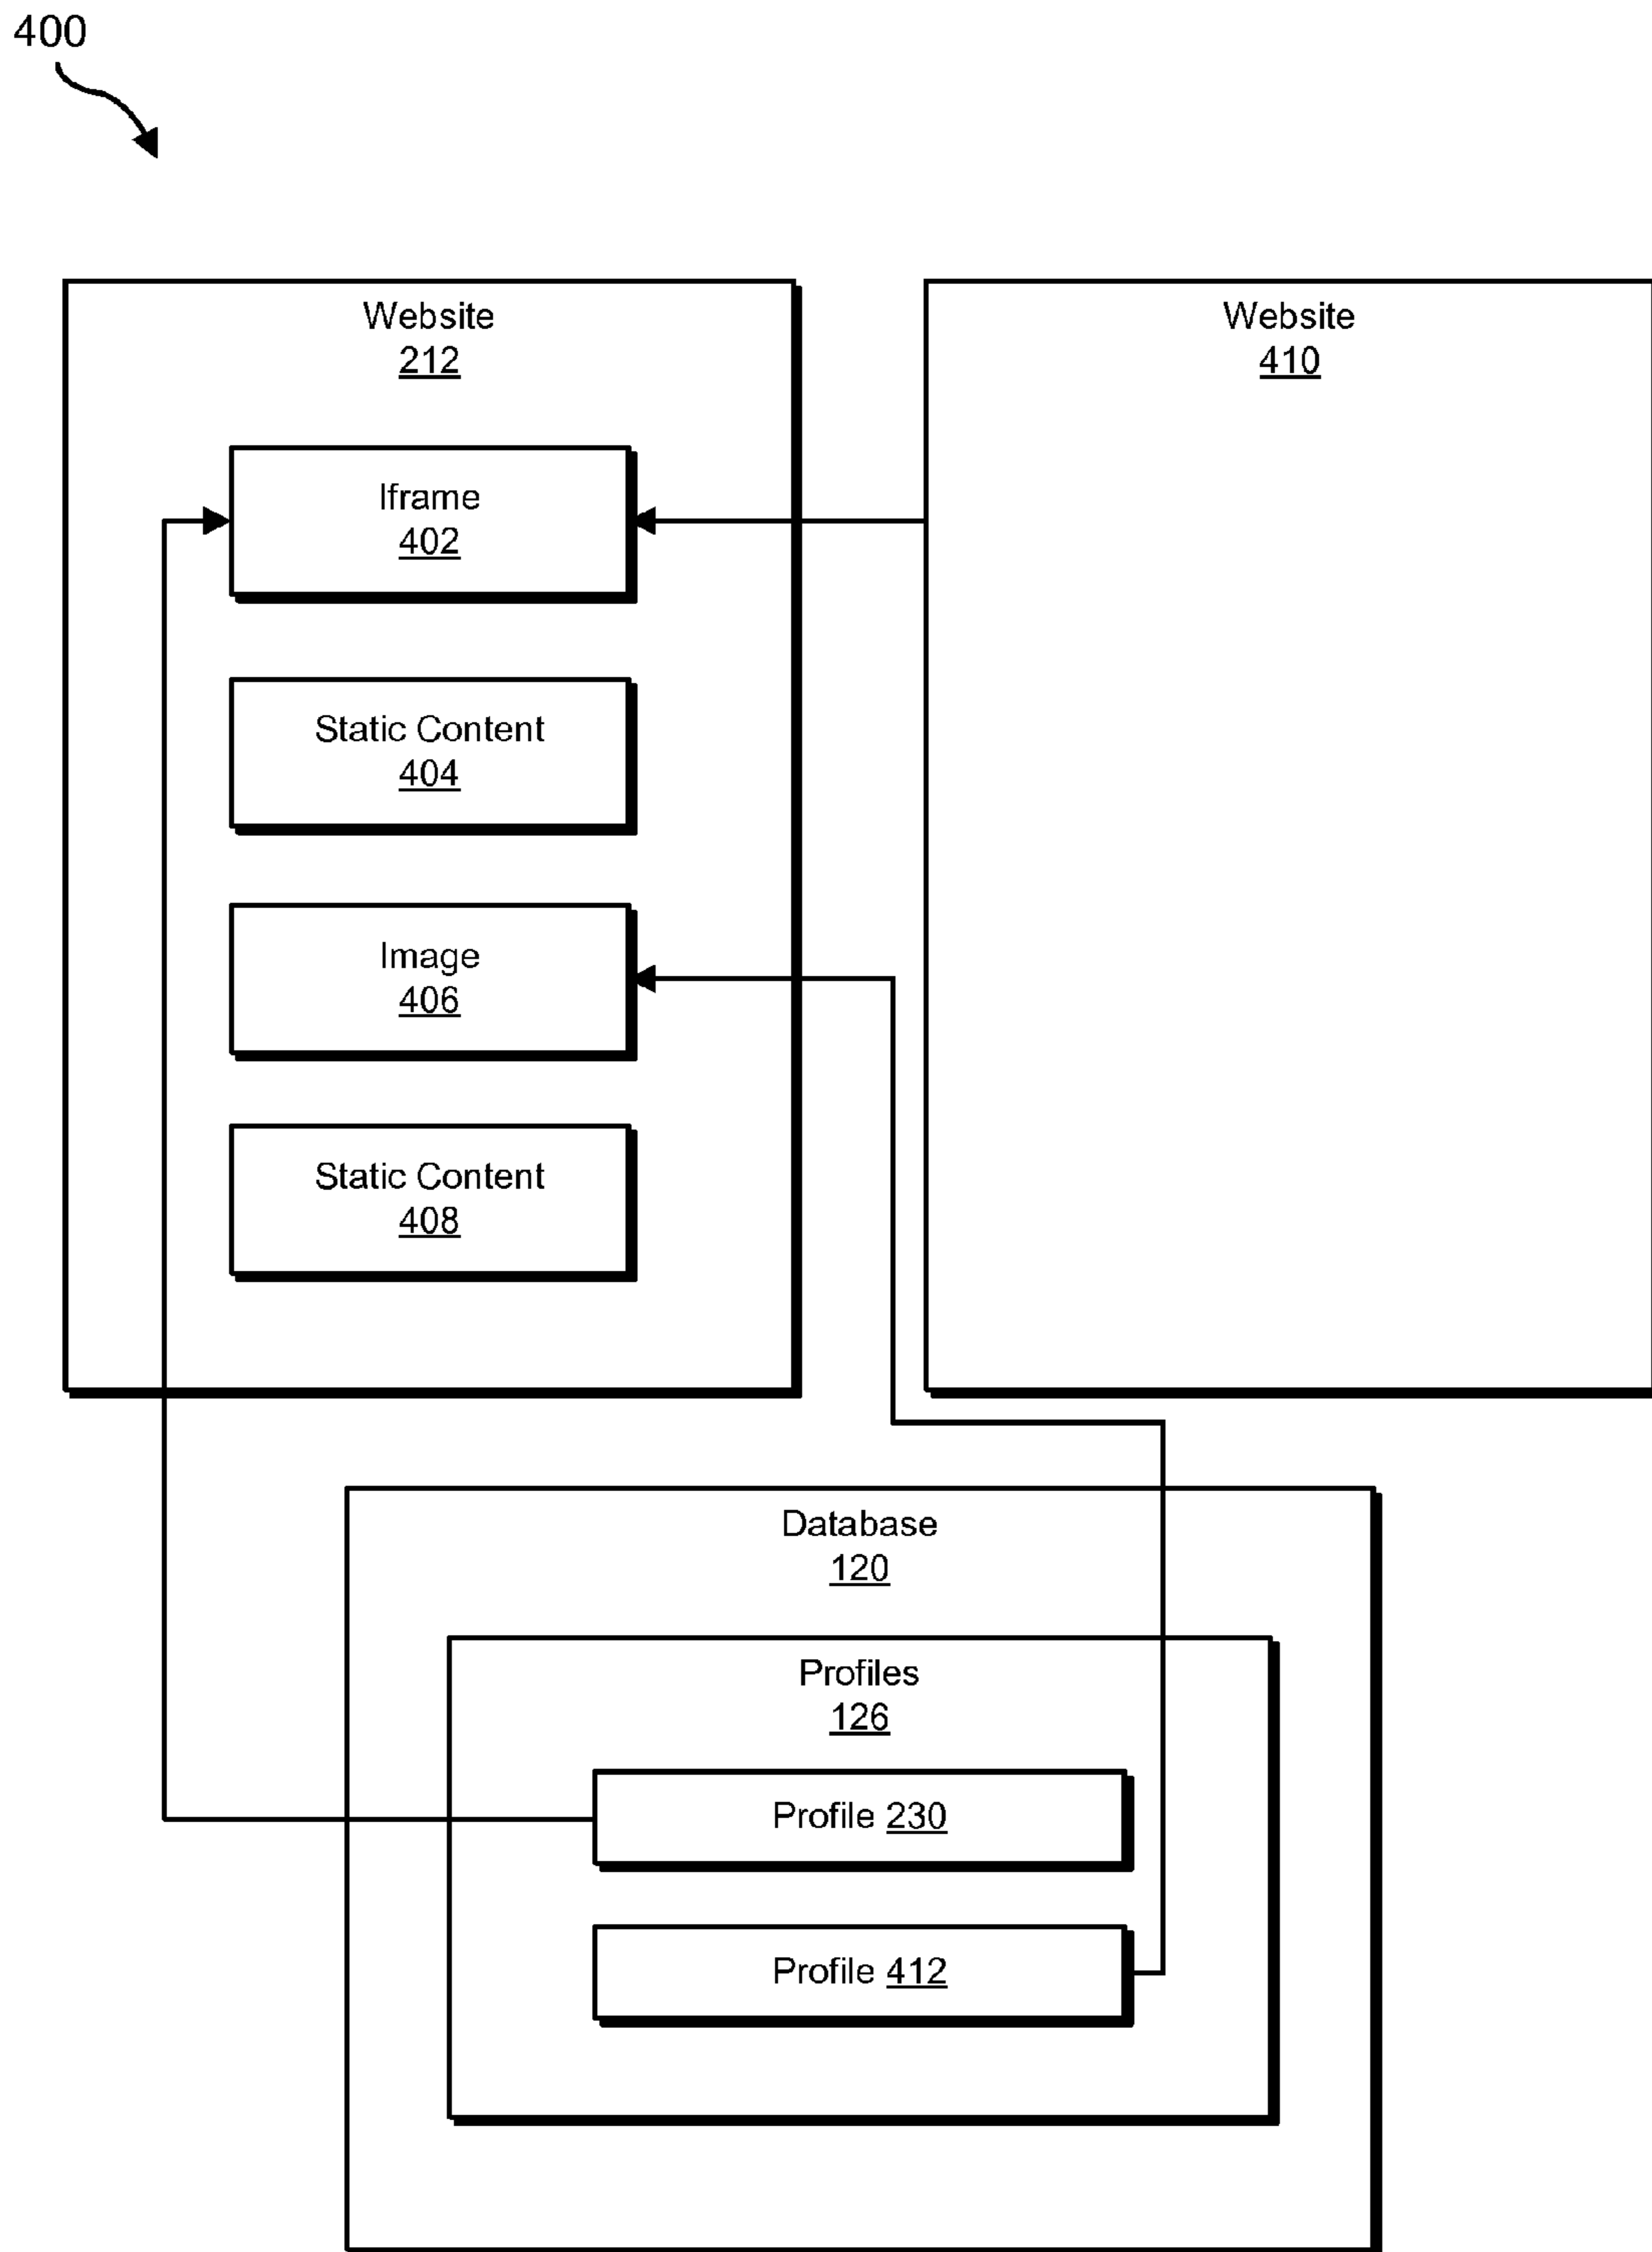 400
Website
212
Iframe
402
Static Content
404
Image
406
Static Content
408
Website
410
Database
120
Profiles
126
Profile 230
Profile 412